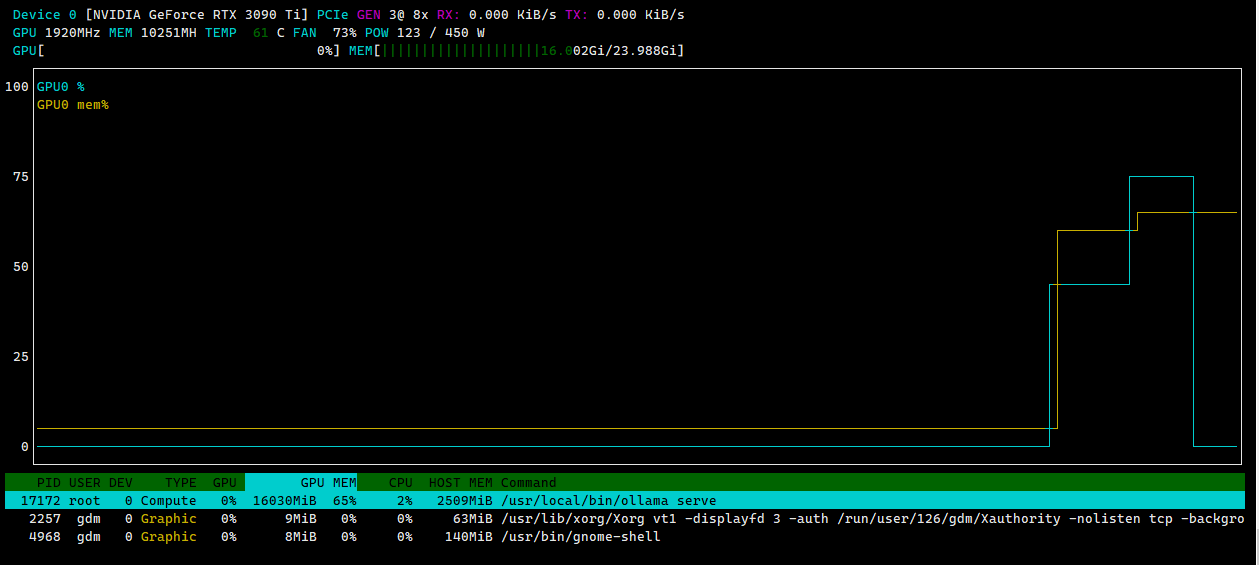 Device 0 [NVIDIA GeForce RTX 3090 Ti] PCIe GEN 3@ 8x RX: 0.000 KiB/s TX: 0.000 KiB/s
GPU 1920MHz MEM 10251MH TEMP  61 C FAN  73% POW 123 / 450 W
GPU[                                  0%] MEM[||||||||||||||||||||16.002Gi/23.988Gi]
100
GPU0 %
GPU0 mem%
75
50
25
0
PID USER DEV    TYPE  GPU        GPU MEM    CPU  HOST MEM Command
17172 root   0 Compute   0%  16030MiB  65%     2%   2509MiB /usr/local/bin/ollama serve
2257  gdm   0 Graphic   0%      9MiB   0%     0%     63MiB /usr/lib/xorg/Xorg vt1 -displayfd 3 -auth /run/user/126/gdm/Xauthority -nolisten tcp -backgro
4968  gdm   0 Graphic   0%      8MiB   0%     0%    140MiB /usr/bin/gnome-shell